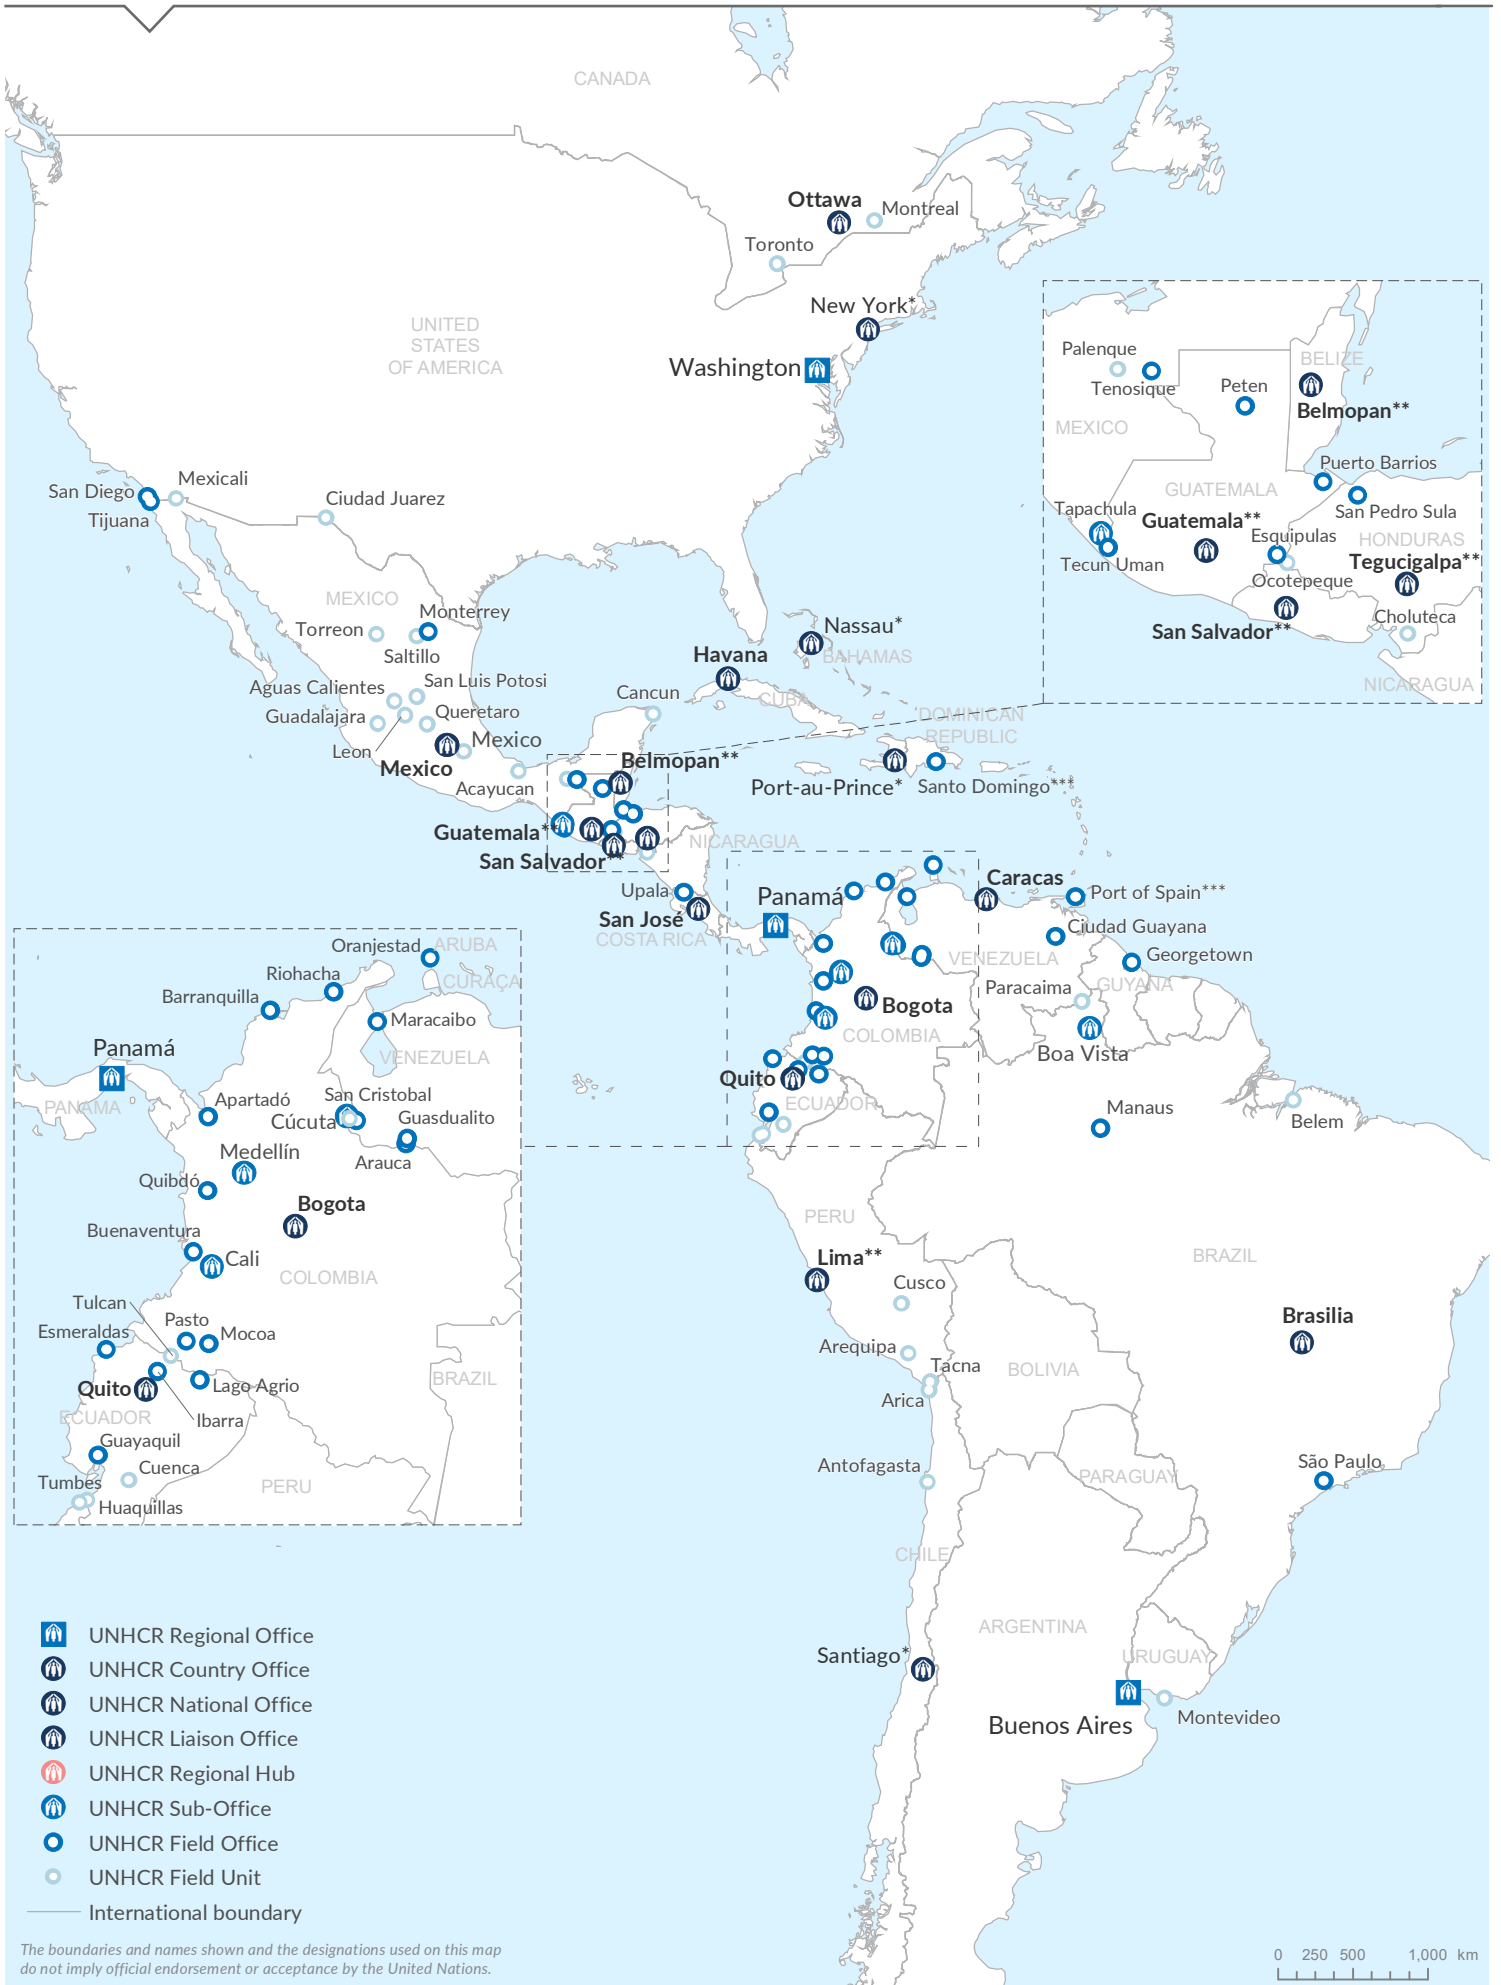 CANADA
Ottawa
Montreal
Toronto
New York*
UNITED
STATES
OF AMERICA
Washington
San Diego
Mexicali
Tijuana
Ciudad Juarez
MEXICO
Monterrey
Torreon
Saltillo
Nassau*
BAHAMAS
Havana
CUBA
Aguas Calientes
San Luis Potosi
Cancun
Guadalajara
Queretaro
Leon
Mexico
Mexico
DOMINICAN
REPUBLIC
Belmopan**
Acayucan
Port-au-Prince*
Santo Domingo***
Guatemala**
San Salvador**
NICARAGUA
Upala
San José
COSTA RICA
Panamá
Caracas
Port of Spain***
Ciudad Guayana
VENEZUELA
Georgetown
Paracaima
GUYANA
Bogota
COLOMBIA
Boa Vista
Quito
ECUADOR
Manaus
Belem
PERU
BRAZIL
Lima**
Cusco
Brasilia
Arequipa
Tacna
BOLIVIA
Arica
Antofagasta
PARAGUAY
São Paulo
CHILE
ARGENTINA
Santiago*
URUGUAY
Buenos Aires
Montevideo
Palenque
Tenosique
BELIZE
Peten
Belmopan**
MEXICO
Puerto Barrios
GUATEMALA
Tapachula
Guatemala**
San Pedro Sula
Esquipulas
HONDURAS
Tecun Uman
Tegucigalpa**
Ocotepeque
San Salvador**
Choluteca
NICARAGUA
Oranjestad
ARUBA
Riohacha
CURAÇA
Barranquilla
Maracaibo
Panamá
VENEZUELA
PANAMA
Apartadó
San Cristobal
Cúcuta
Guasdualito
Medellín
Arauca
Quibdó
Bogota
Buenaventura
Cali
COLOMBIA
Tulcan
Pasto
Esmeraldas
Mocoa
Quito
Lago Agrio
BRAZIL
ECUADOR
Ibarra
Guayaquil
Cuenca
Tumbes
PERU
Huaquillas
UNHCR Regional Office
UNHCR Country Office
UNHCR National Office
UNHCR Liaison Office
UNHCR Regional Hub
UNHCR Sub-Office
UNHCR Field Office
UNHCR Field Unit
International boundary
The boundaries and names shown and the designations used on this map
do not imply official endorsement or acceptance by the United Nations.
0 250 500 1,000 km